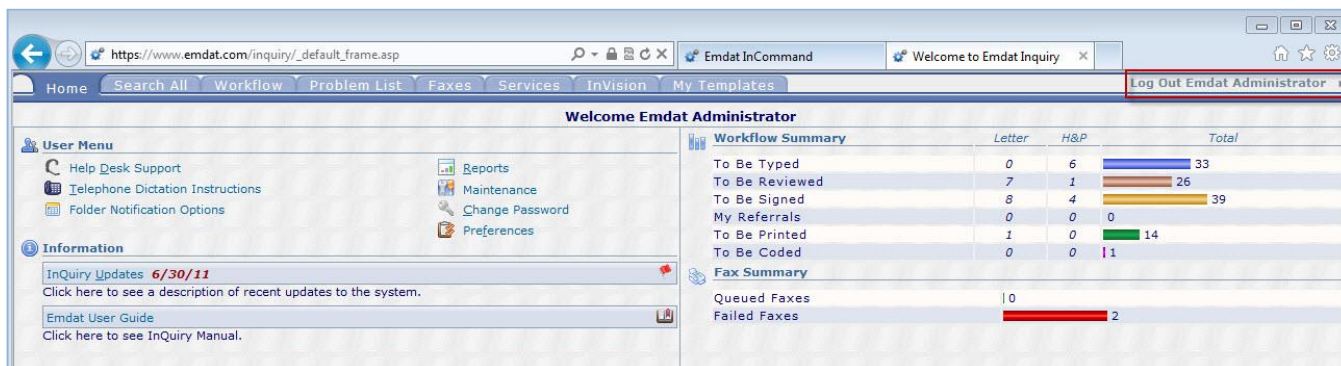 https://www.emdat.com/inquiry/_default_frame.asp
Emdat InCommand
Welcome to Emdat Inquiry
Home Search All Workflow Problem List Faxes Services InVision My Templates
Log Out Emdat Administrator
Welcome Emdat Administrator
User Menu
Help Desk Support
Telephone Dictation Instructions
Folder Notification Options
Reports
Maintenance
Change Password
Preferences
Information
InQuiry Updates 6/30/11
Click here to see a description of recent updates to the system.
Emdat User Guide
Click here to see InQuiry Manual.
Workflow Summary Letter H&P Total
To Be Typed 0 6 33
To Be Reviewed 7 1 26
To Be Signed 8 4 39
My Referrals 0 0 0
To Be Printed 1 0 14
To Be Coded 0 0 1
Fax Summary
Queued Faxes 0
Failed Faxes 2